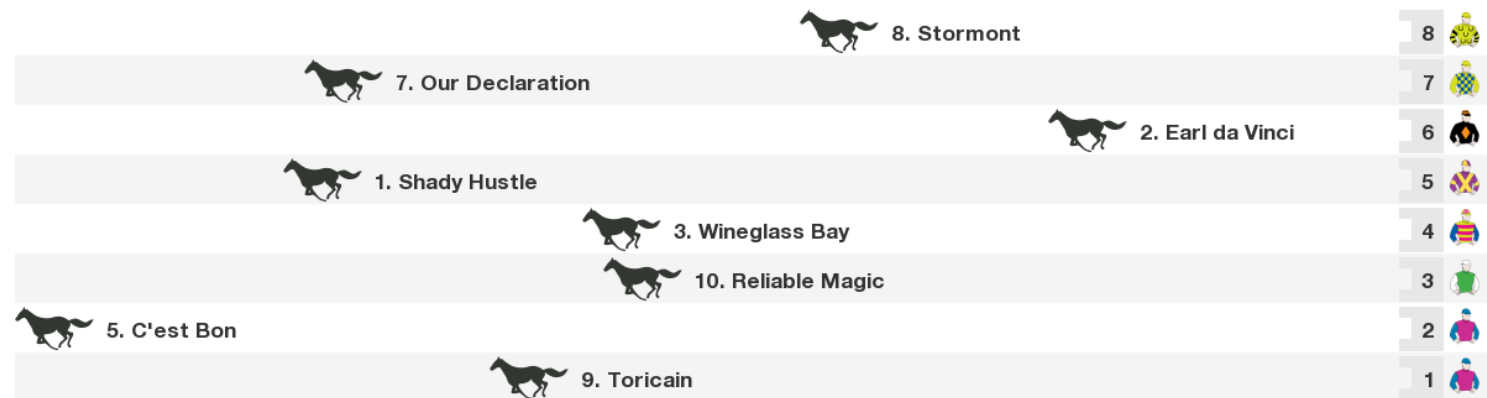 8. Stormont 8
7. Our Declaration 7
2. Earl da Vinci 6
1. Shady Hustle 5
3. Wineglass Bay 4
10. Reliable Magic 3
5. C'est Bon 2
9. Toricain 1